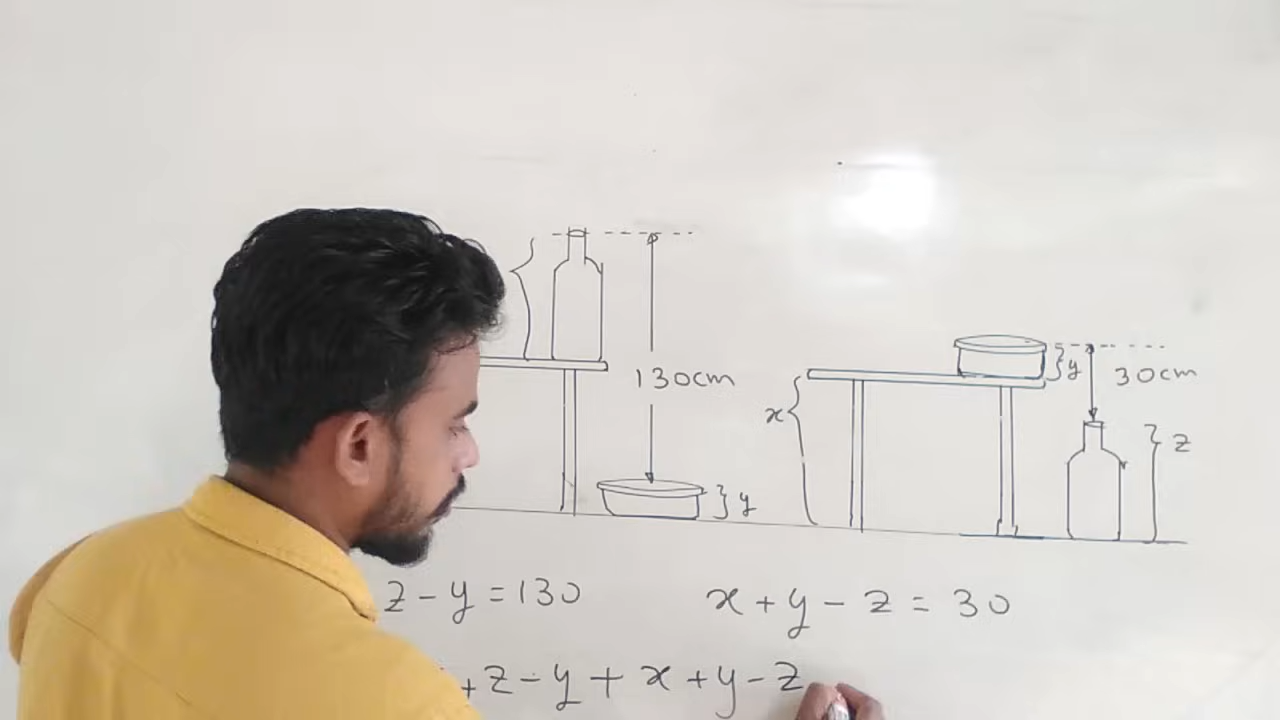 130cm
y
x
y
30cm
z
z - y = 130
x + y - z = 30
+ z - y + x + y - z